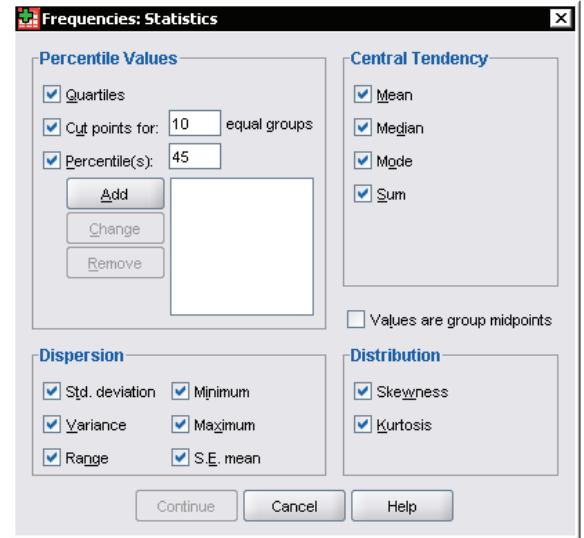 Frequencies: Statistics
Percentile Values
Quartiles
Cut points for: 10 equal groups
Percentile(s): 45
Add
Change
Remove
Central Tendency
Mean
Median
Mode
Sum
Values are group midpoints
Dispersion
Std. deviation
Minimum
Variance
Maximum
Range
S.E. mean
Distribution
Skewness
Kurtosis
Continue
Cancel
Help